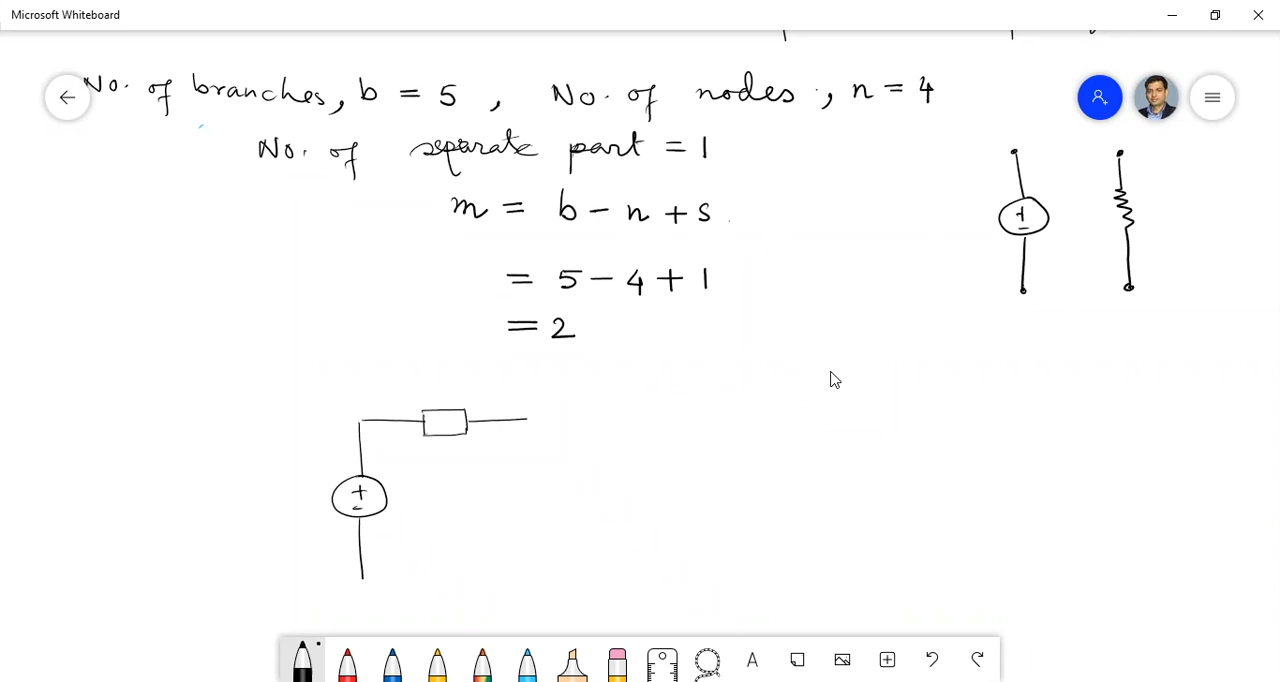 Microsoft Whiteboard
No. of branches, b = 5 , No. of nodes, n = 4
No. of separate part = 1
m = b - n + s
= 5 - 4 + 1
= 2